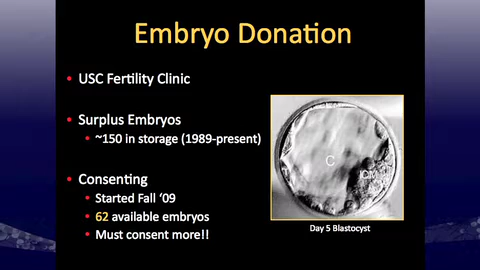 Embryo Donation
USC Fertility Clinic
Surplus Embryos
~150 in storage (1989-present)
Consenting
Started Fall ‘09
62 available embryos
Must consent more!!
C
ICM
Day 5 Blastocyst